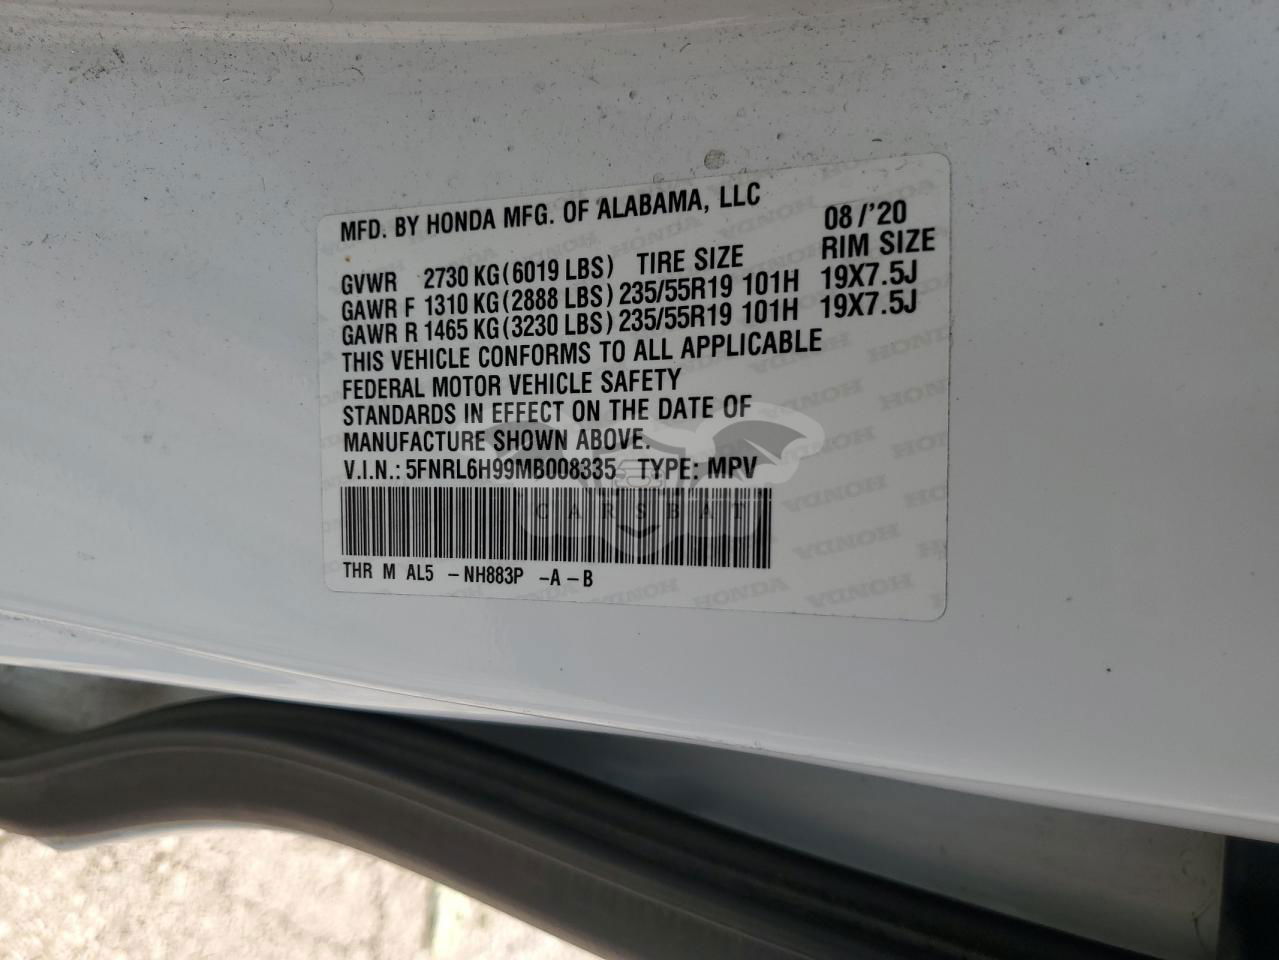 MFD. BY HONDA MFG. OF ALABAMA, LLC 08/'20
GVWR 2730 KG(6019 LBS) TIRE SIZE RIM SIZE
GAWR F 1310 KG(2888 LBS) 235/55R19 101H 19X7.5J
GAWR R 1465 KG(3230 LBS) 235/55R19 101H 19X7.5J
THIS VEHICLE CONFORMS TO ALL APPLICABLE
FEDERAL MOTOR VEHICLE SAFETY
STANDARDS IN EFFECT ON THE DATE OF
MANUFACTURE SHOWN ABOVE.
V.I.N.: 5FNRL6H99MB008335 TYPE: MPV
CARSBAT
THR M AL5 -NH883P -A -B